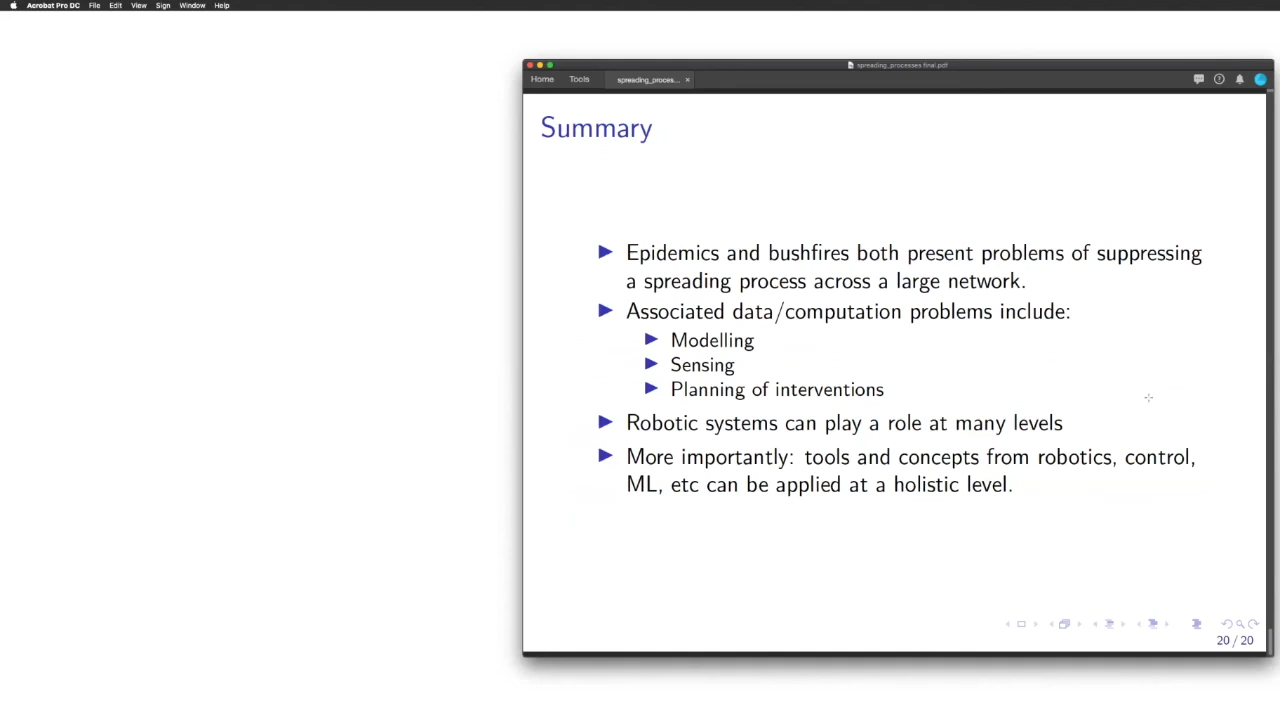 Acrobat Pro DC File Edit View Sign Window Help
spreading_processes final.pdf
Home Tools spreading_proces... ×
Summary
Epidemics and bushfires both present problems of suppressing
a spreading process across a large network.
Associated data/computation problems include:
Modelling
Sensing
Planning of interventions
Robotic systems can play a role at many levels
More importantly: tools and concepts from robotics, control,
ML, etc can be applied at a holistic level.
20 / 20